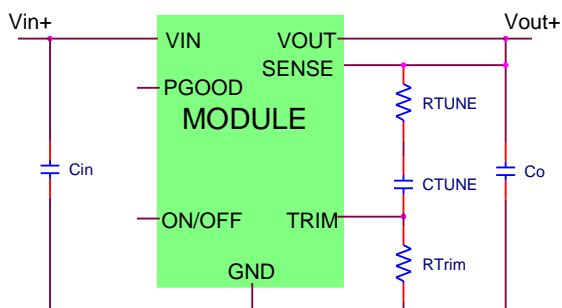 Vin+
Vout+
VIN
VOUT
SENSE
PGOOD
RTUNE
MODULE
Cin
CTUNE
Co
ON/OFF
TRIM
RTrim
GND